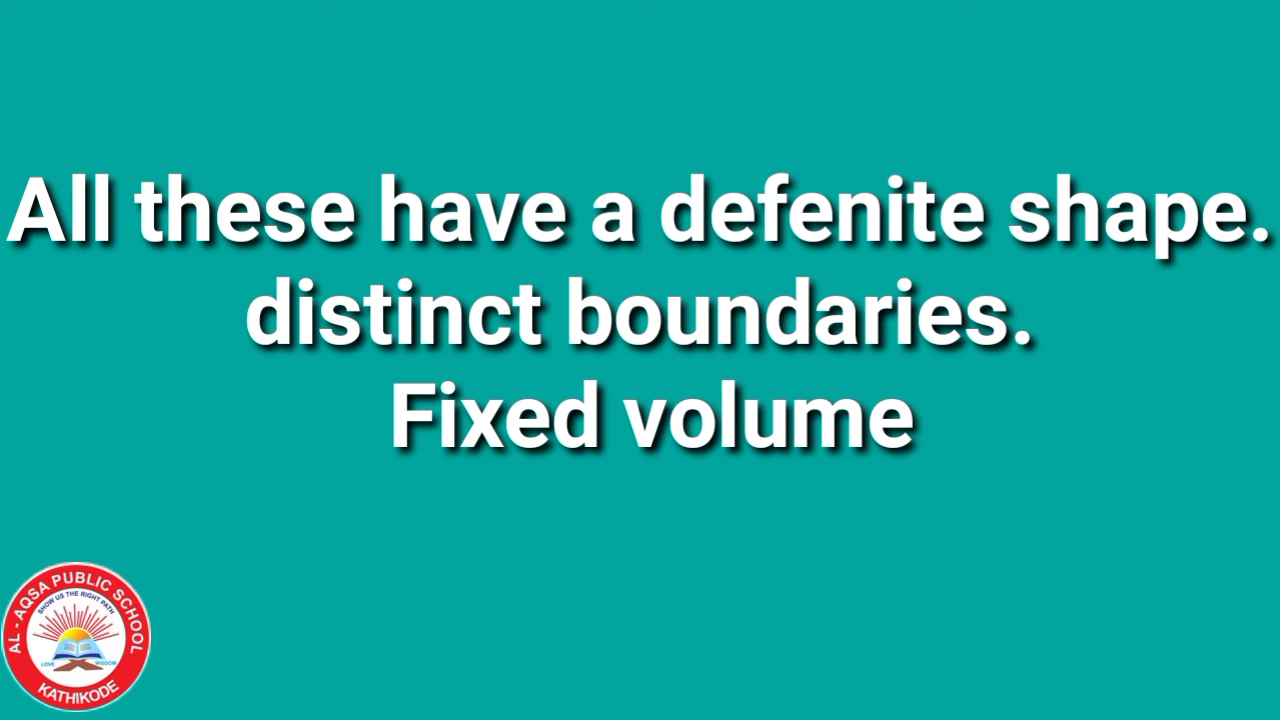 All these have a defenite shape.
distinct boundaries.
Fixed volume
AL - AQSA PUBLIC SCHOOL
SHOW US THE RIGHT PATH
LOVE WISDOM
KATHIKODE